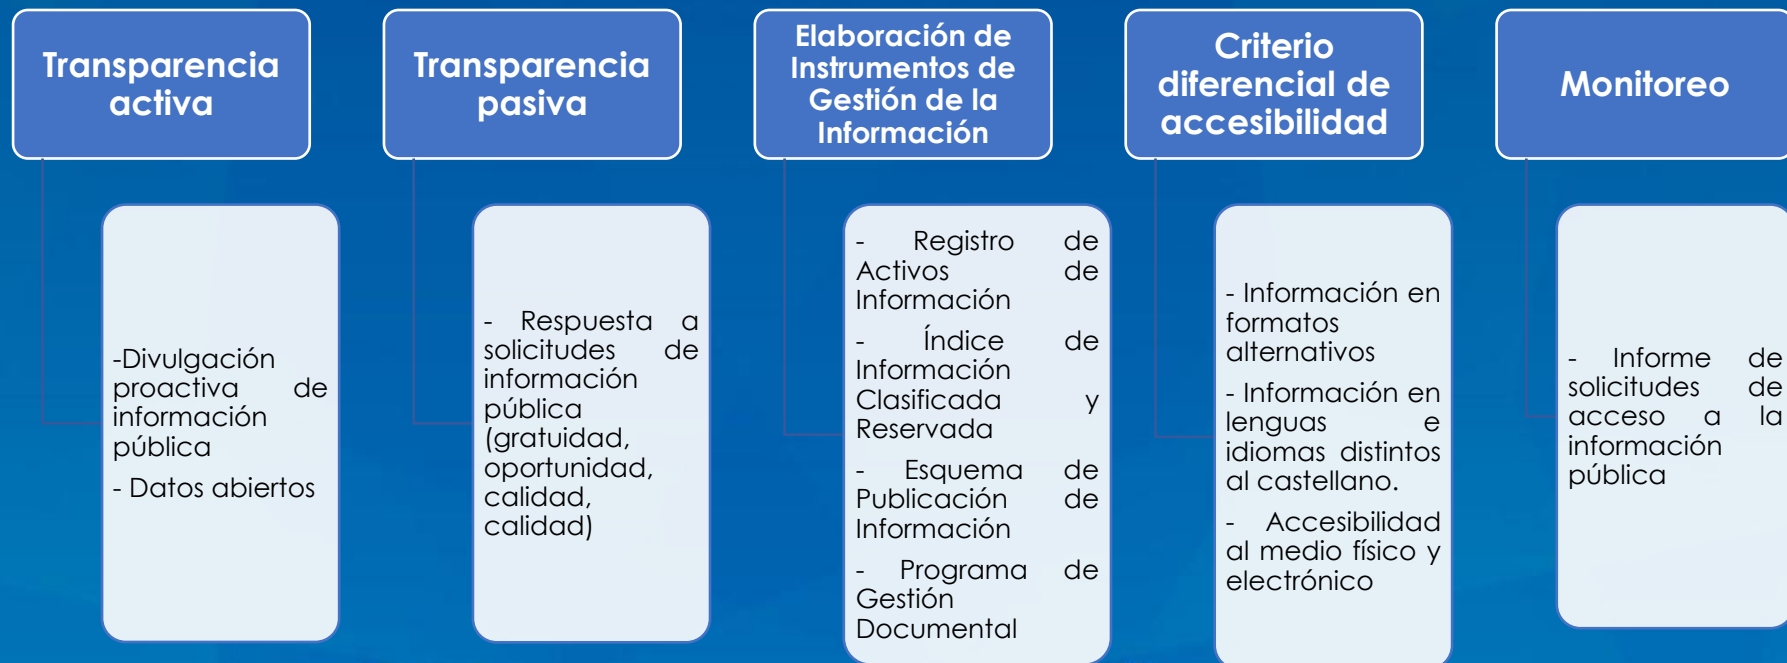 Transparencia
activa
-Divulgación
proactiva de
información
pública
- Datos abiertos
Transparencia
pasiva
- Respuesta a
solicitudes de
información
pública
(gratuidad,
oportunidad,
calidad,
calidad)
Elaboración de
Instrumentos de
Gestión de la
Información
- Registro de
Activos de
Información
- Índice de
Información
Clasificada y
Reservada
- Esquema de
Publicación de
Información
- Programa de
Gestión
Documental
Criterio
diferencial de
accesibilidad
- Información en
formatos
alternativos
- Información en
lenguas e
idiomas distintos
al castellano.
- Accesibilidad
al medio físico y
electrónico
Monitoreo
- Informe de
solicitudes de
acceso a la
información
pública